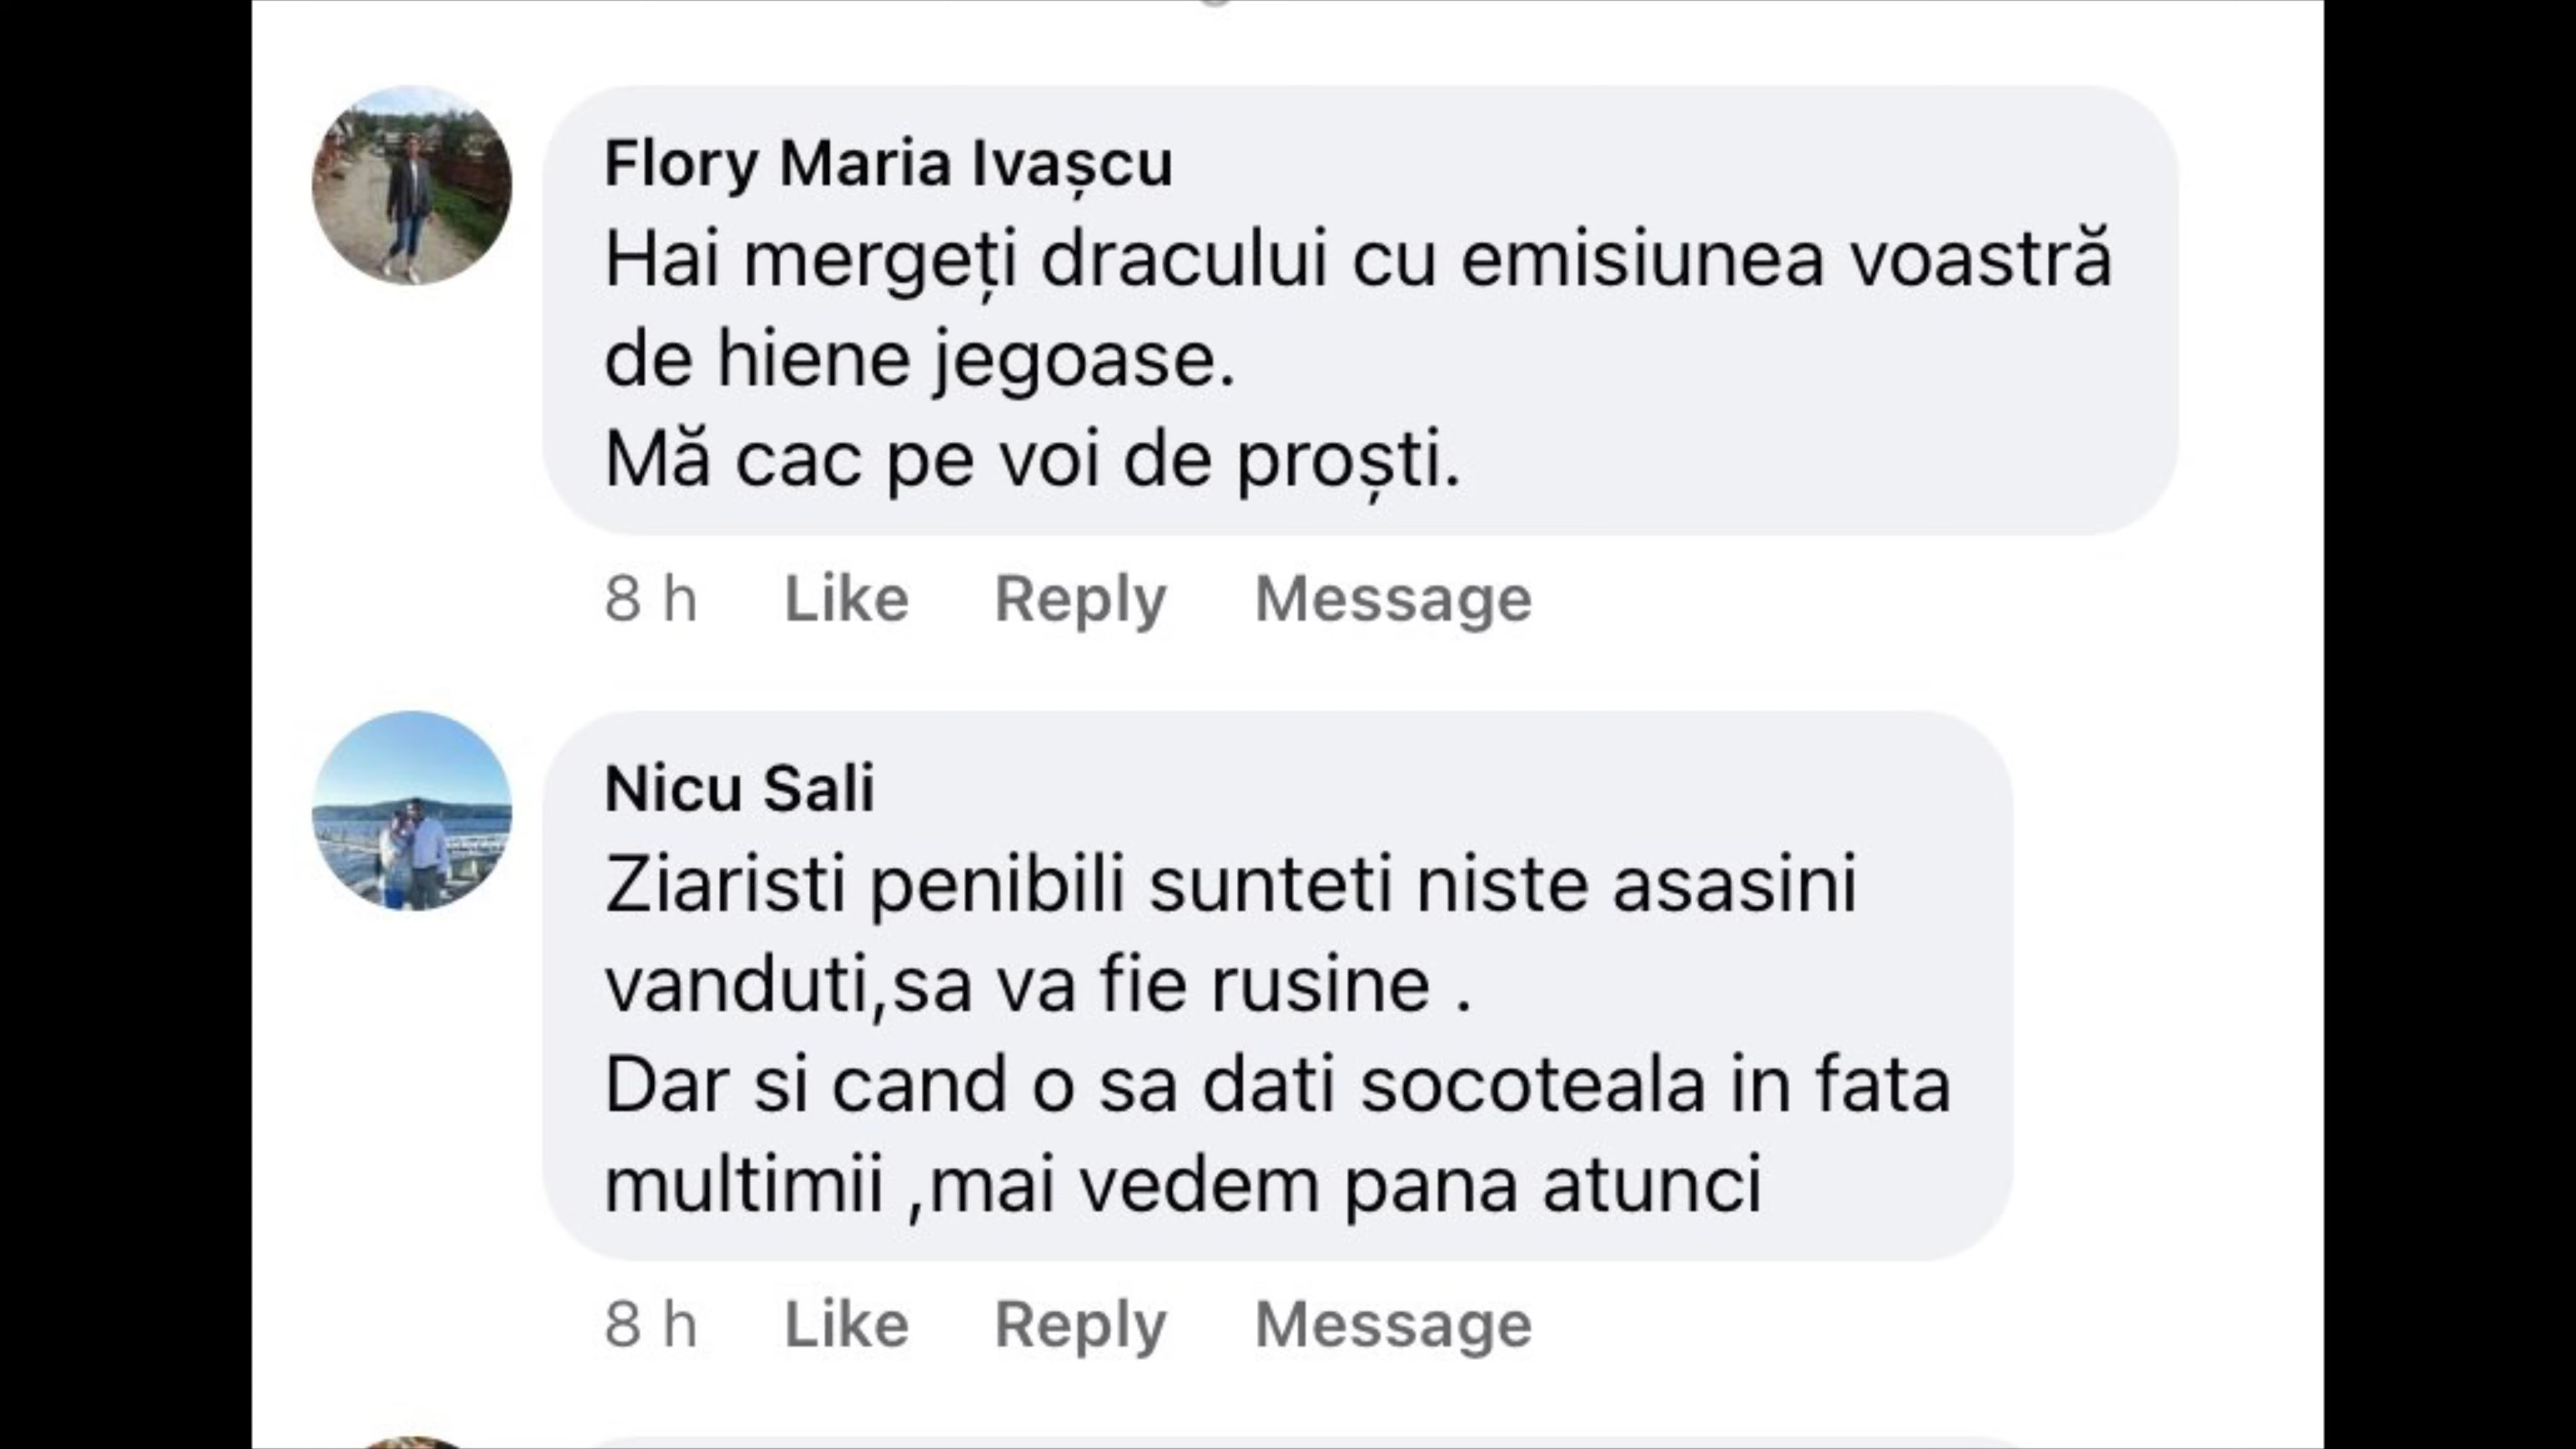 Flory Maria Ivașcu
Hai mergeți dracului cu emisiunea voastră
de hiene jegoase.
Mă cac pe voi de proști.
8 h Like Reply Message
Nicu Sali
Ziaristi penibili sunteti niste asasini
vanduti,sa va fie rusine .
Dar si cand o sa dati socoteala in fata
multimii ,mai vedem pana atunci
8 h Like Reply Message